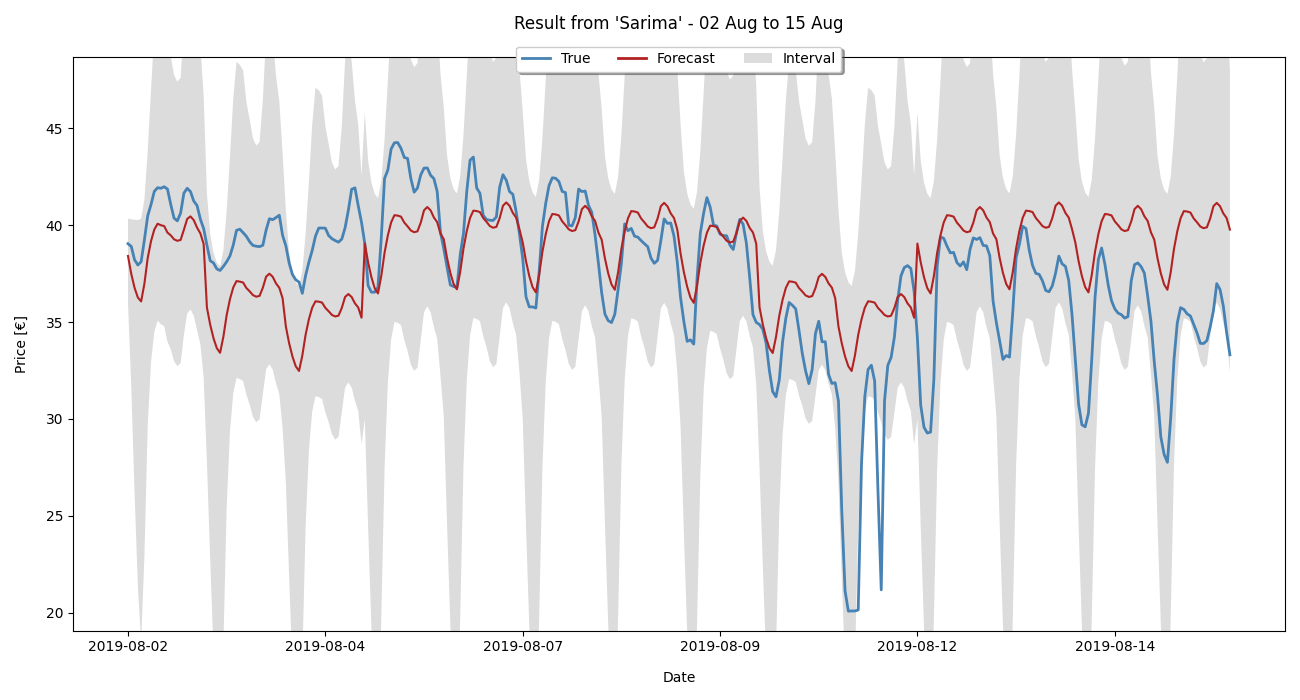 Result from 'Sarima' - 02 Aug to 15 Aug
True Forecast Interval
Price [€]
45
40
35
30
25
20
2019-08-02 2019-08-04 2019-08-07 2019-08-09 2019-08-12 2019-08-14
Date